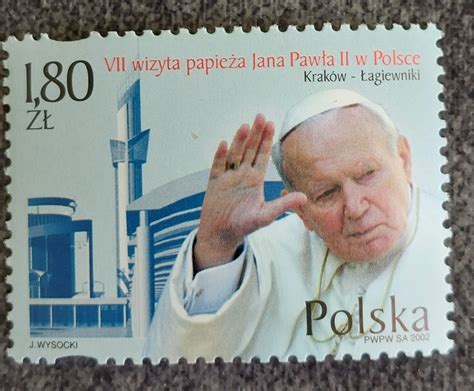 VII wizyta papieża Jana Pawła II w Polsce
Kraków - Łagiewniki
1,80
ZŁ
Polska
J. WYSOCKI
PWPW SA 2002